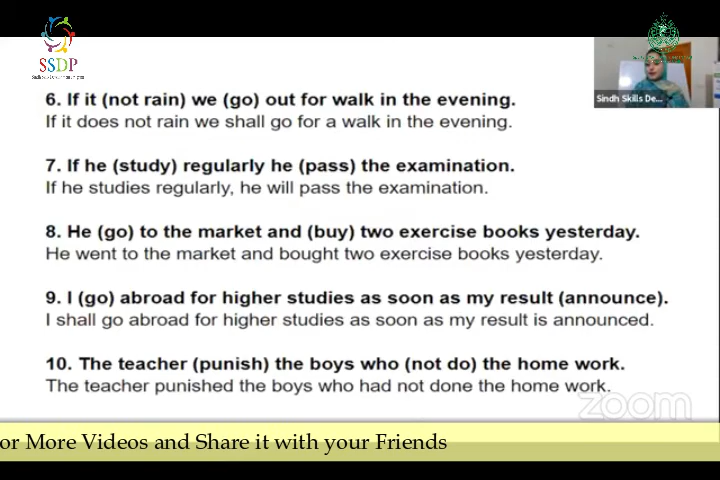 SSDP
Sindh Skills De...
6. If it (not rain) we (go) out for walk in the evening.
If it does not rain we shall go for a walk in the evening.
7. If he (study) regularly he (pass) the examination.
If he studies regularly, he will pass the examination.
8. He (go) to the market and (buy) two exercise books yesterday.
He went to the market and bought two exercise books yesterday.
9. I (go) abroad for higher studies as soon as my result (announce).
I shall go abroad for higher studies as soon as my result is announced.
10. The teacher (punish) the boys who (not do) the home work.
The teacher punished the boys who had not done the home work.
zoom
or More Videos and Share it with your Friends